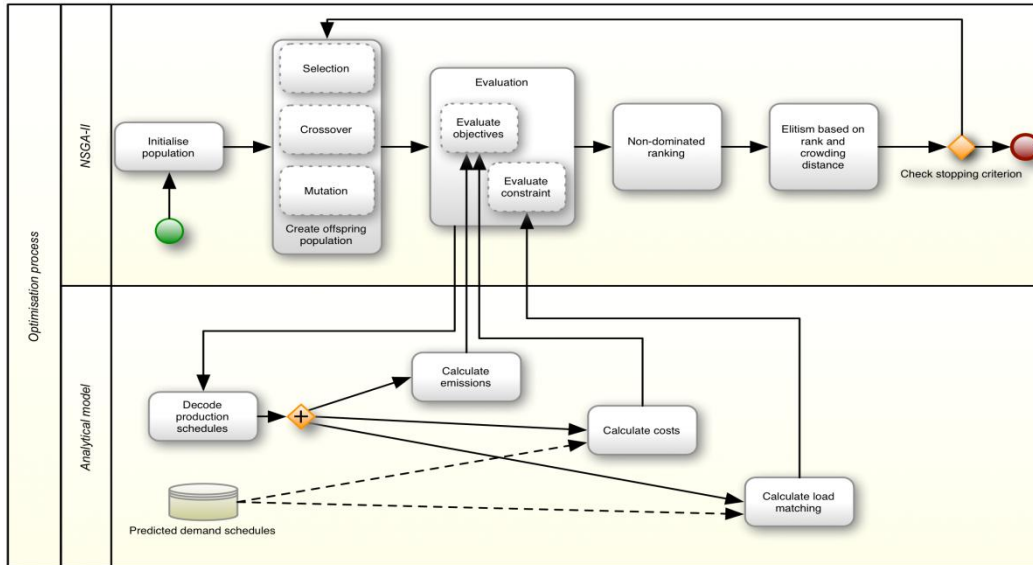 Optimisation process
NSGA-II
Initialise
population
Selection
Crossover
Mutation
Create offspring
population
Evaluation
Evaluate
objectives
Evaluate
constraint
Non-dominated
ranking
Elitism based on
rank and
crowding
distance
Check stopping criterion
Analytical model
Decode
production
schedules
Calculate
emissions
Calculate costs
Calculate load
matching
Predicted demand schedules